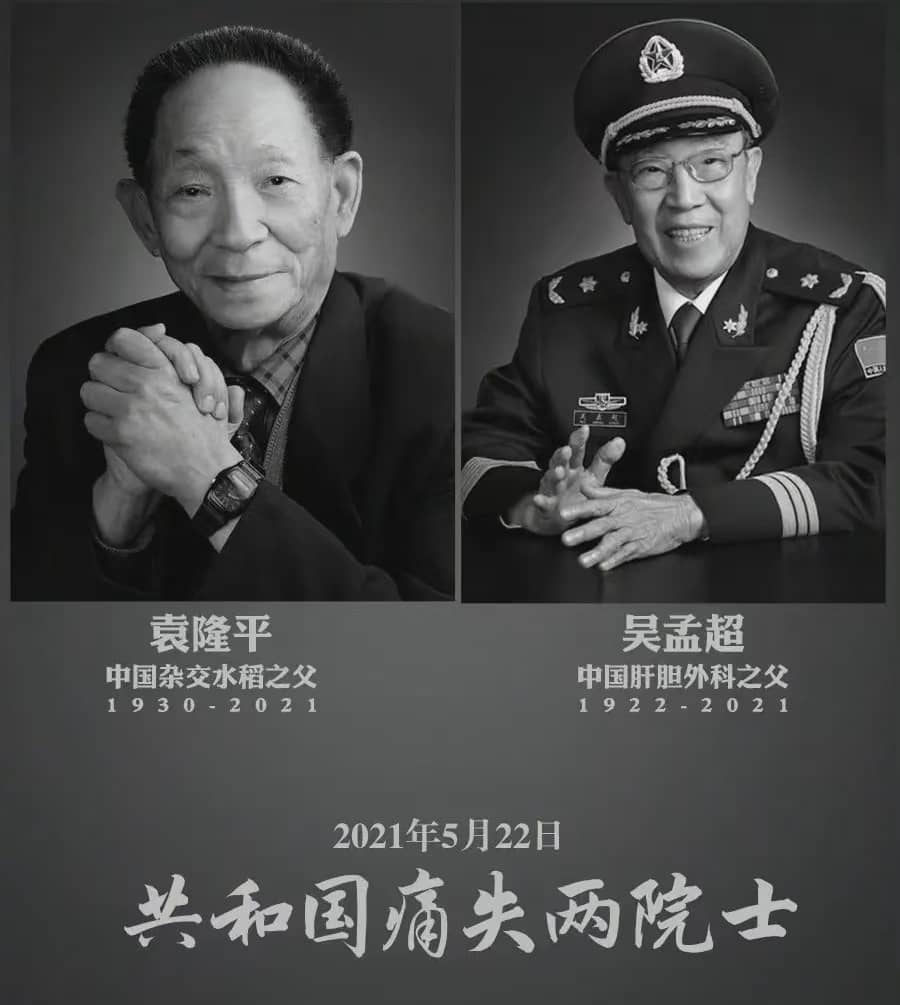 袁隆平
中国杂交水稻之父
1930-2021
吴孟超
中国肝胆外科之父
1922-2021
2021年5月22日
共和国痛失两院士